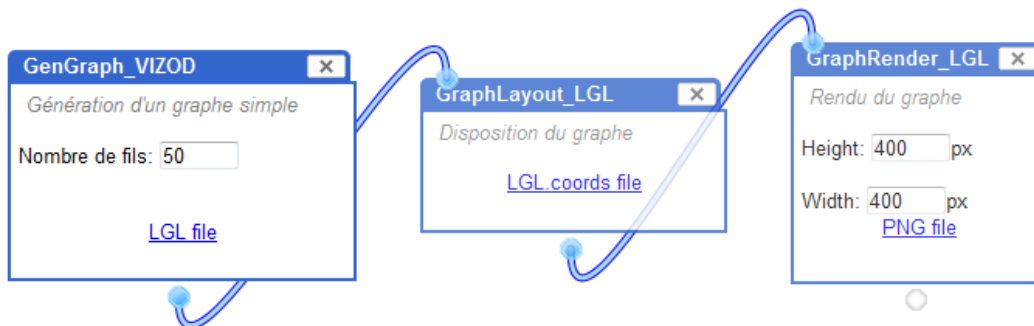 GenGraph_VIZOD
Génération d'un graphe simple
Nombre de fils: 50
LGL file
GraphLayout_LGL
Disposition du graphe
LGL.coords file
GraphRender_LGL
Rendu du graphe
Height: 400 px
Width: 400 px
PNG file